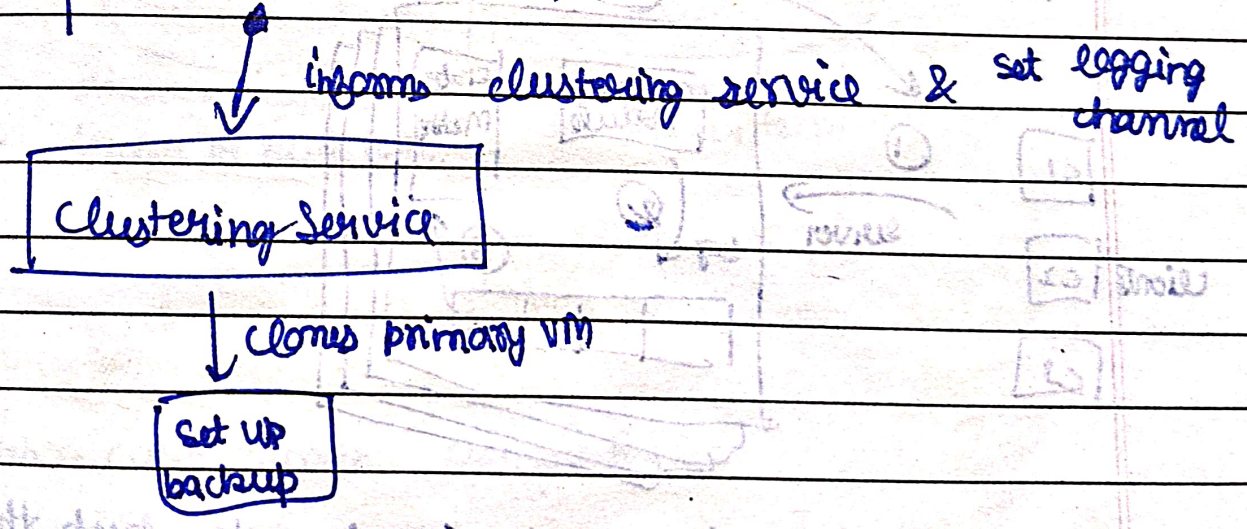 informs clustering service & set logging
channel
Clustering Service
clones primary VM
set up
backup